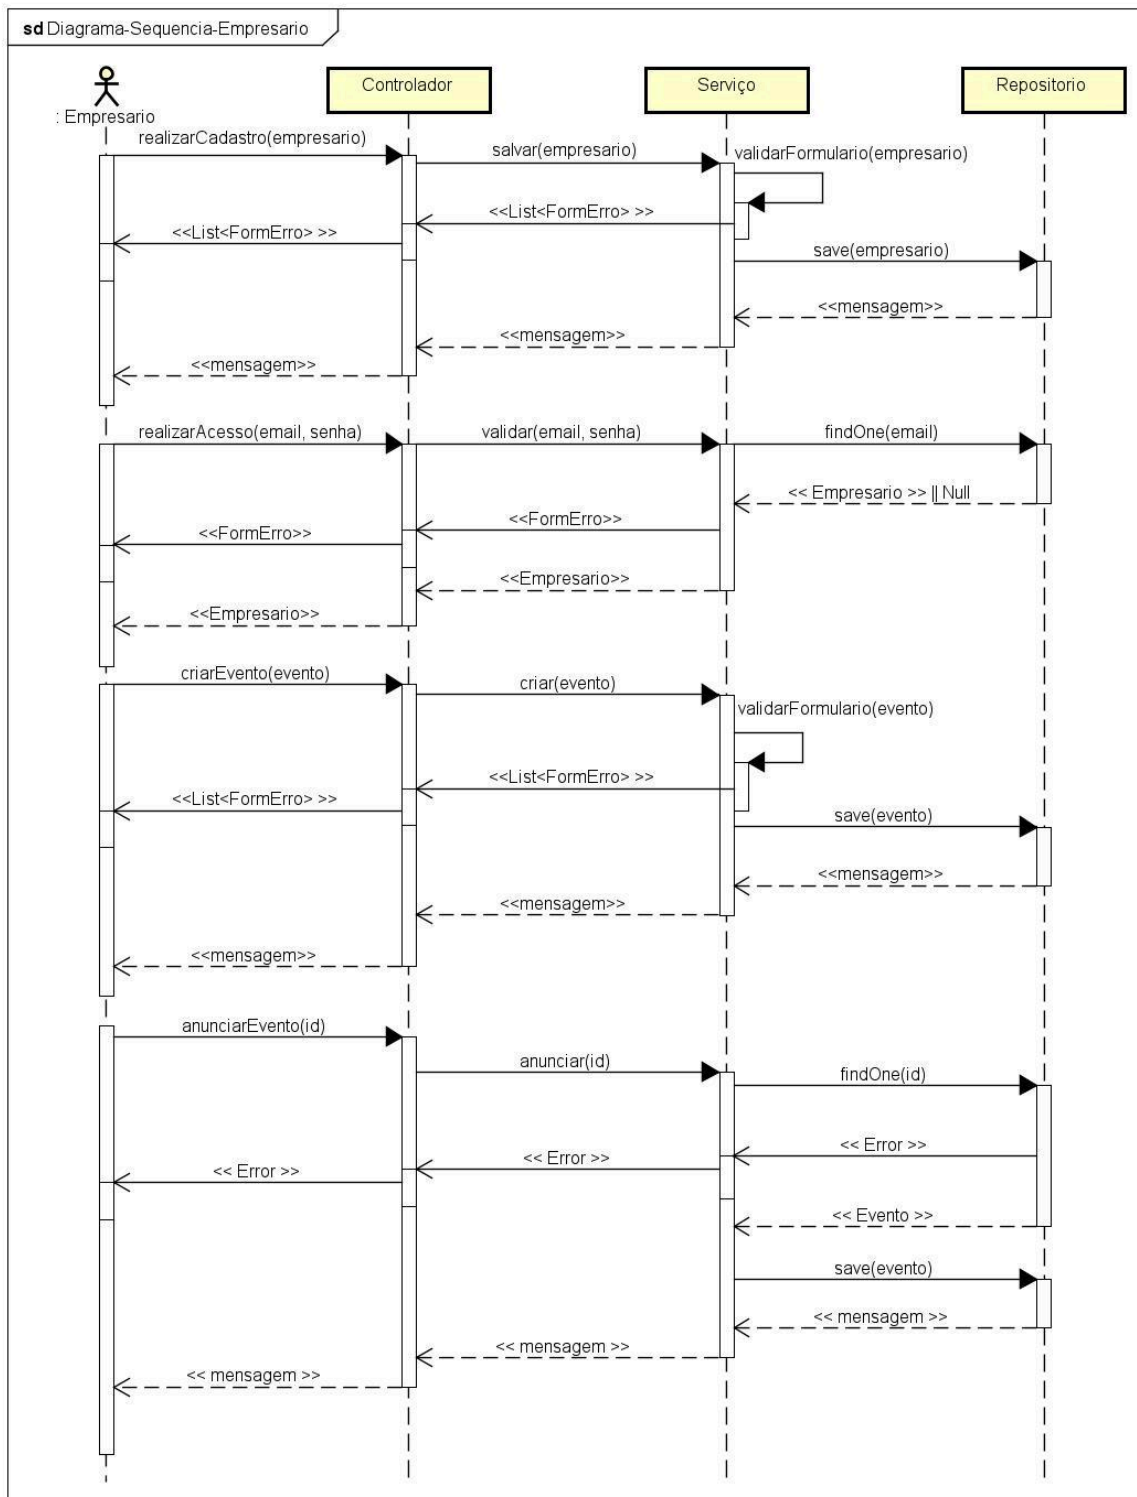 sd Diagrama-Sequencia-Empresario
: Empresario
Controlador
Serviço
Repositorio
realizarCadastro(empresario)
salvar(empresario)
validarFormulario(empresario)
<<List<FormErro> >>
<<List<FormErro> >>
save(empresario)
<<mensagem>>
<<mensagem>>
<<mensagem>>
realizarAcesso(email, senha)
validar(email, senha)
findOne(email)
<< Empresario >> || Null
<<FormErro>>
<<FormErro>>
<<Empresario>>
<<Empresario>>
criarEvento(evento)
criar(evento)
validarFormulario(evento)
<<List<FormErro> >>
<<List<FormErro> >>
save(evento)
<<mensagem>>
<<mensagem>>
<<mensagem>>
anunciarEvento(id)
anunciar(id)
findOne(id)
<< Error >>
<< Error >>
<< Error >>
<< Evento >>
save(evento)
<< mensagem >>
<< mensagem >>
<< mensagem >>